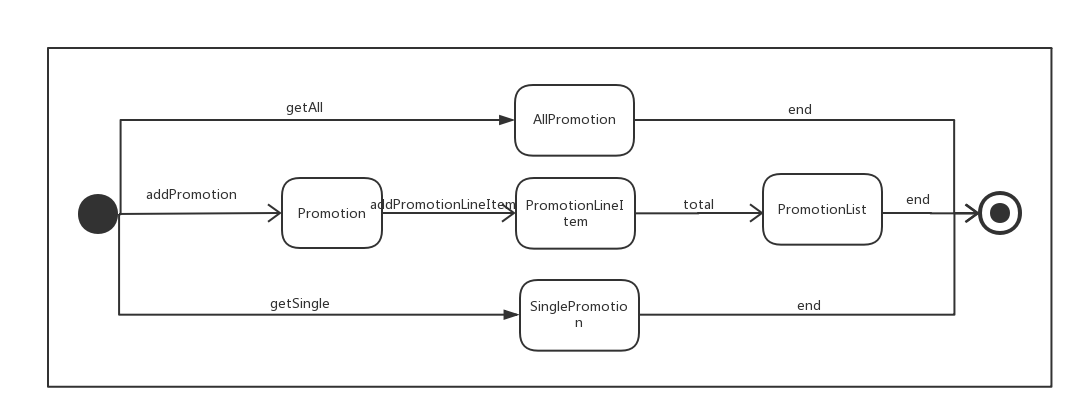 getAll
AllPromotion
end
addPromotion
Promotion
addPromotionLineItem
PromotionLineI
tem
total
PromotionList
end
getSingle
SinglePromotio
n
end